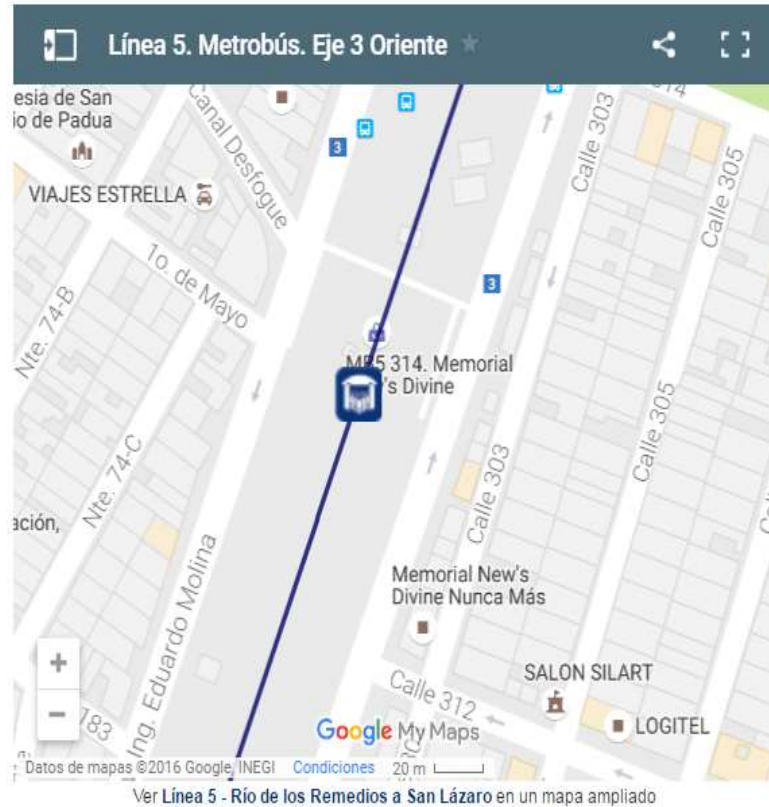 Línea 5. Metrobús. Eje 3 Oriente
314
esia de San
io de Padua
Canal Desfogue
3
Calle 303
Calle 305
VIAJES ESTRELLA
1o. de Mayo
3
Nte. 74-B
MB5 314. Memorial
's Divine
Nte. 74-C
Calle 305
Calle 303
ación,
Ing. Eduardo Molina
Memorial New's
Divine Nunca Más
+
SALON SILART
Calle 312
−
183
Google My Maps
LOGITEL
Datos de mapas ©2016 Google, INEGI Condiciones 20 m
Ver Línea 5 - Río de los Remedios a San Lázaro en un mapa ampliado